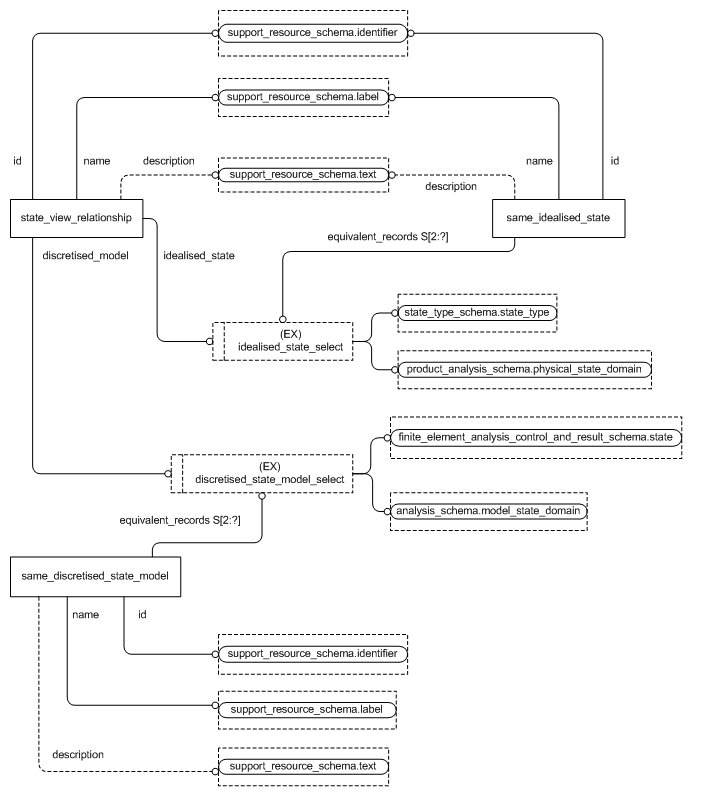 support_resource_schema.identifier
support_resource_schema.label
id
name
description
support_resource_schema.text
description
name
id
state_view_relationship
same_idealised_state
discretised_model
idealised_state
equivalent_records S[2:?]
state_type_schema.state_type
(EX)
idealised_state_select
product_analysis_schema.physical_state_domain
finite_element_analysis_control_and_result_schema.state
(EX)
discretised_state_model_select
analysis_schema.model_state_domain
equivalent_records S[2:?]
same_discretised_state_model
name
id
support_resource_schema.identifier
support_resource_schema.label
description
support_resource_schema.text